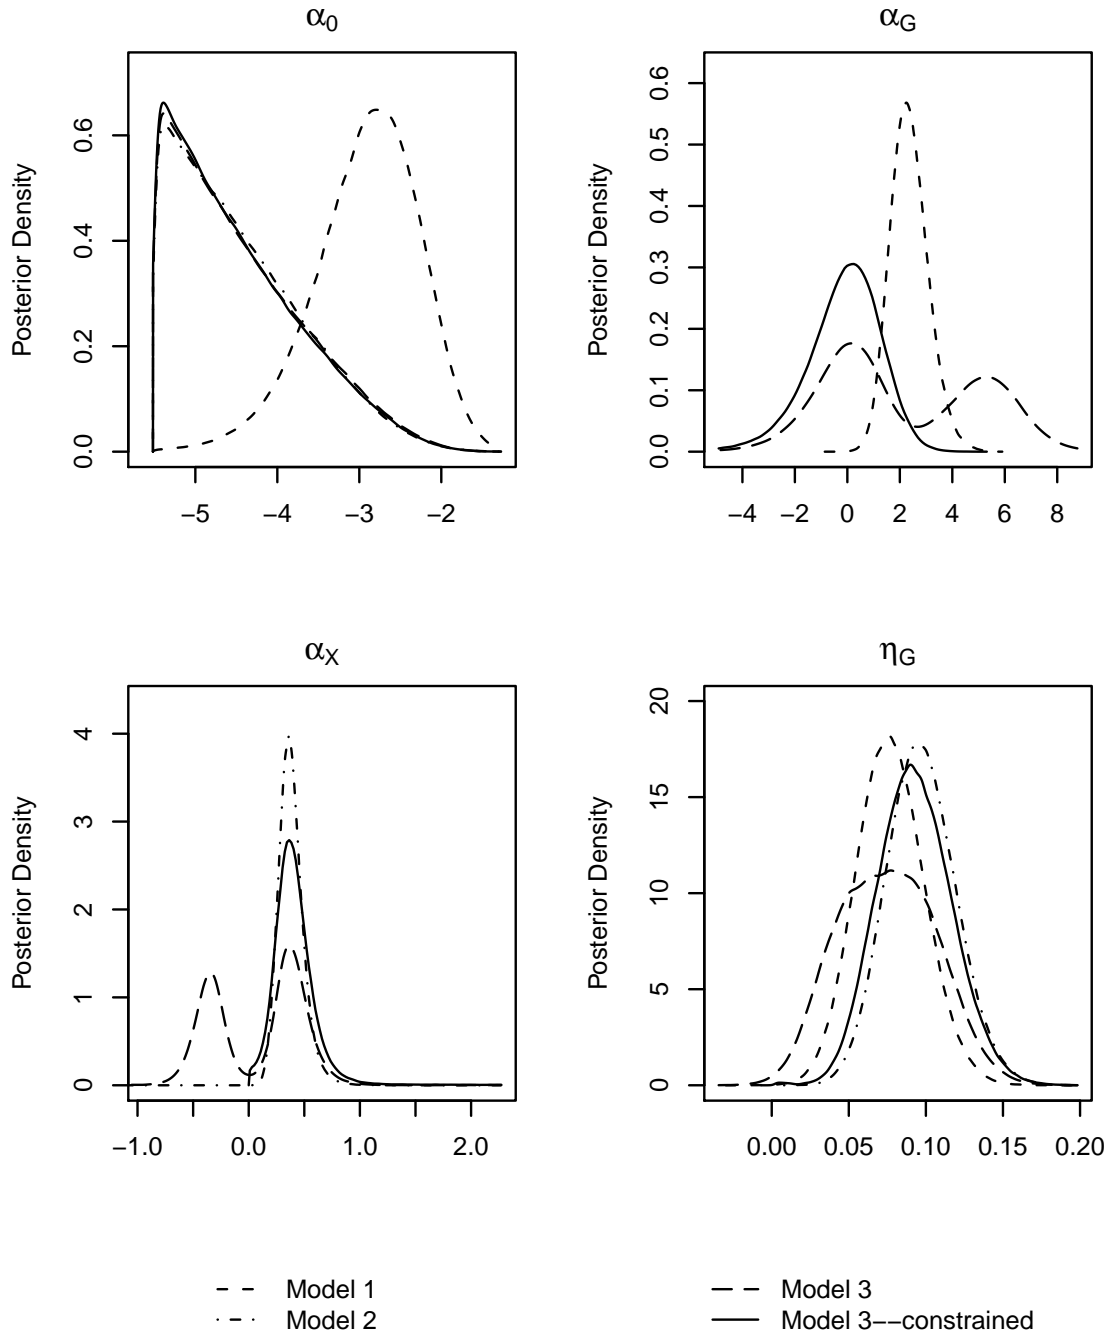 α0
Posterior Density
0.0 0.2 0.4 0.6
−5 −4 −3 −2
αG
Posterior Density
0.0 0.1 0.2 0.3 0.4 0.5 0.6
−4 −2 0 2 4 6 8
αX
Posterior Density
0 1 2 3 4
−1.0 0.0 1.0 2.0
ηG
Posterior Density
0 5 10 15 20
0.00 0.05 0.10 0.15 0.20
Model 1
Model 2
Model 3
Model 3−−constrained